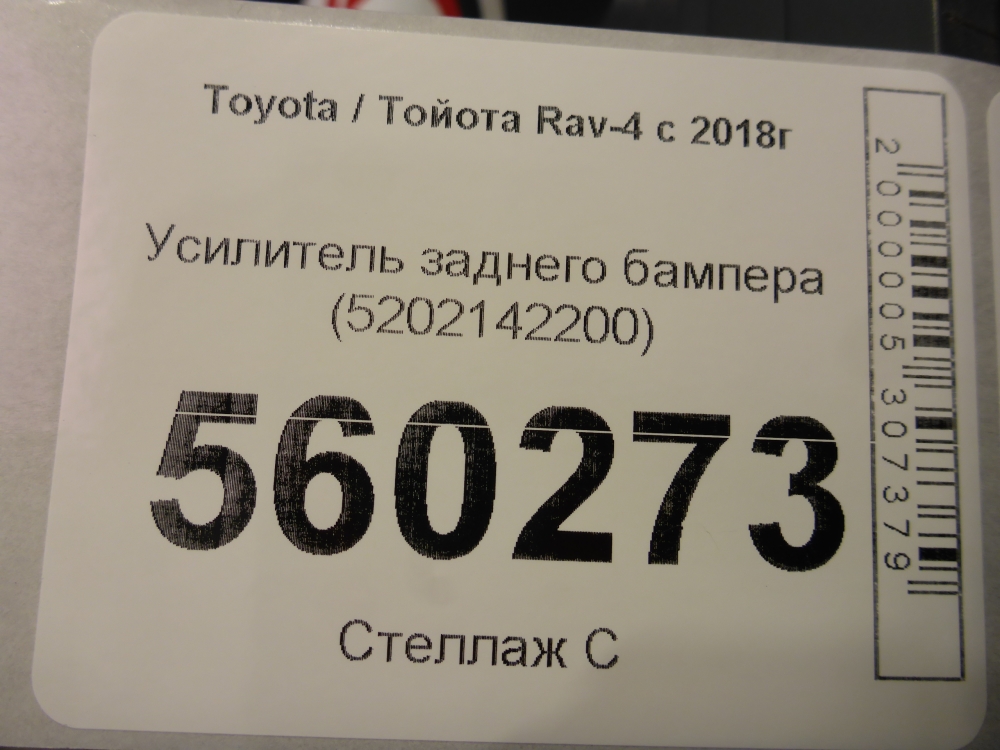 Toyota / Тойота Rav-4 с 2018г
Усилитель заднего бампера
(5202142200)
560273
Стеллаж С
2000005307379